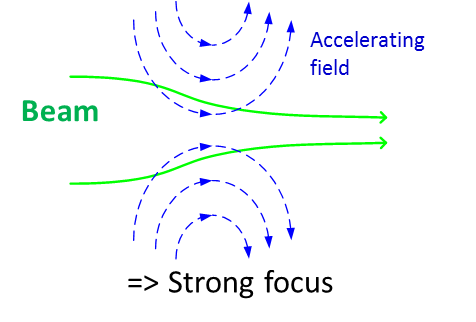 Accelerating
field
Beam
=> Strong focus